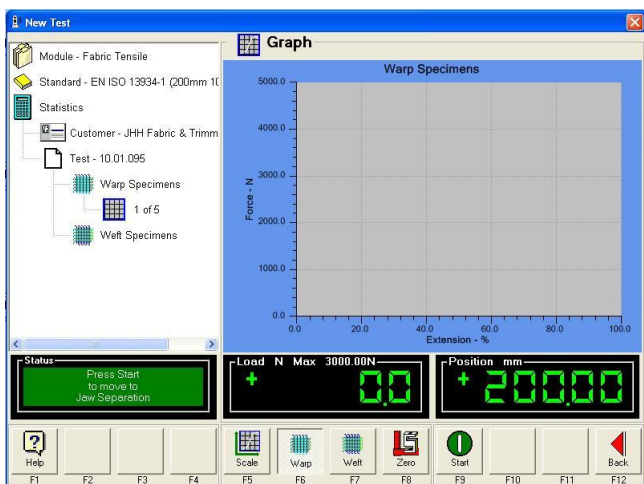 New Test
Module - Fabric Tensile
Standard - EN ISO 13934-1 (200mm 10
Statistics
Customer - JHH Fabric & Trimm
Test - 10.01.095
Warp Specimens
1 of 5
Weft Specimens
Graph
Warp Specimens
5000.0
4000.0
3000.0
2000.0
1000.0
0.0
Force - N
0.0 20.0 40.0 60.0 80.0 100.0
Extension - %
Status
Press Start
to move to
Jaw Separation
Load N Max 3000.00N
+ 0.0
Position mm
+ 200.00
Help Scale Warp Weft Zero Start Back
F1 F2 F3 F4 F5 F6 F7 F8 F9 F10 F11 F12